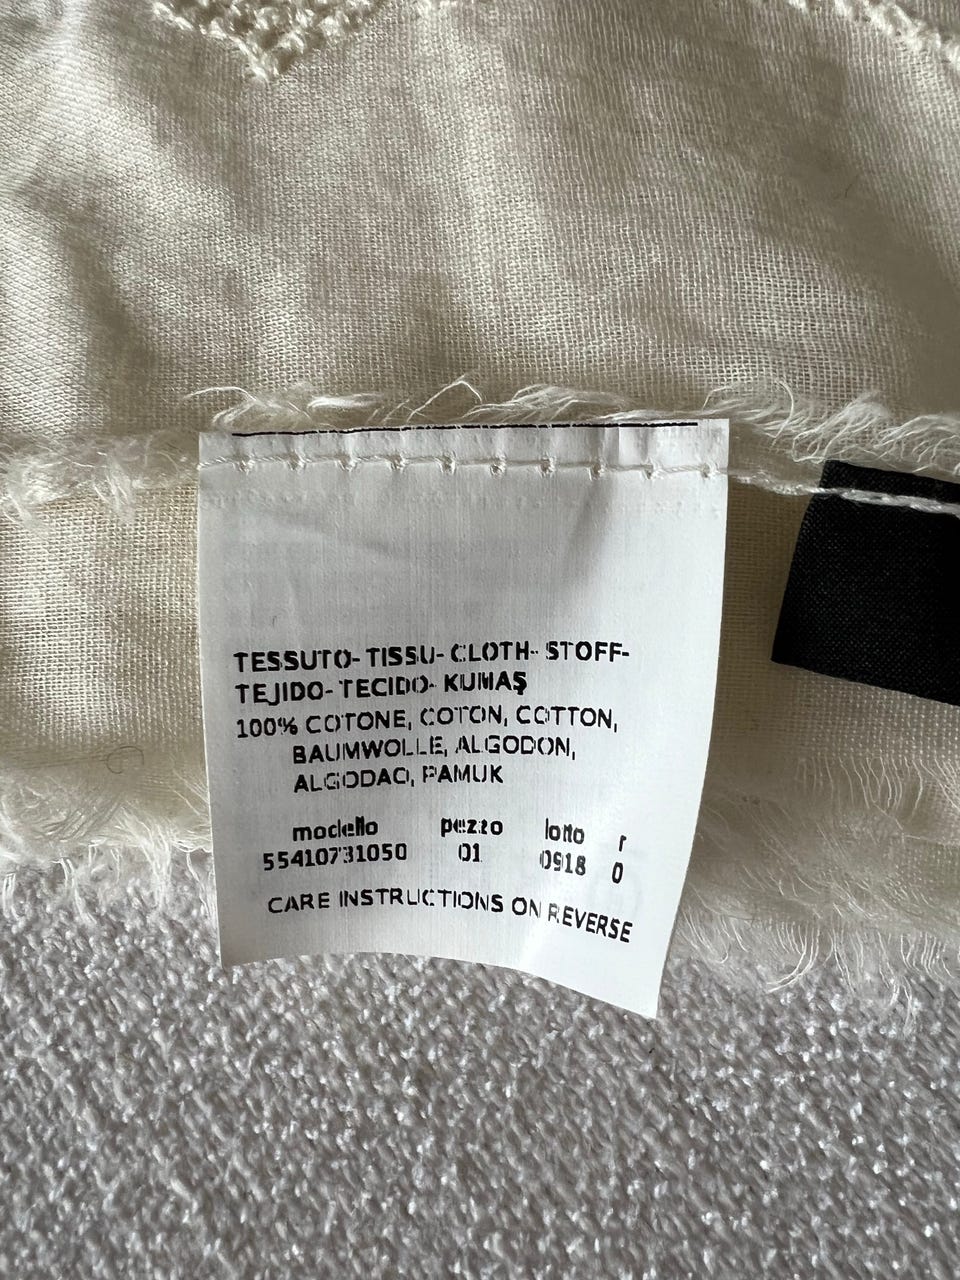 TESSUTO- TISSU- CLOTH- STOFF-
TEJIDO- TECIDO- KUMAŞ
100% COTONE, COTON, COTTON,
BAUMWOLLE, ALGODON,
ALGODAO, PAMUK
modello pezzo lotto r
55410731050 01 0918 0
CARE INSTRUCTIONS ON REVERSE